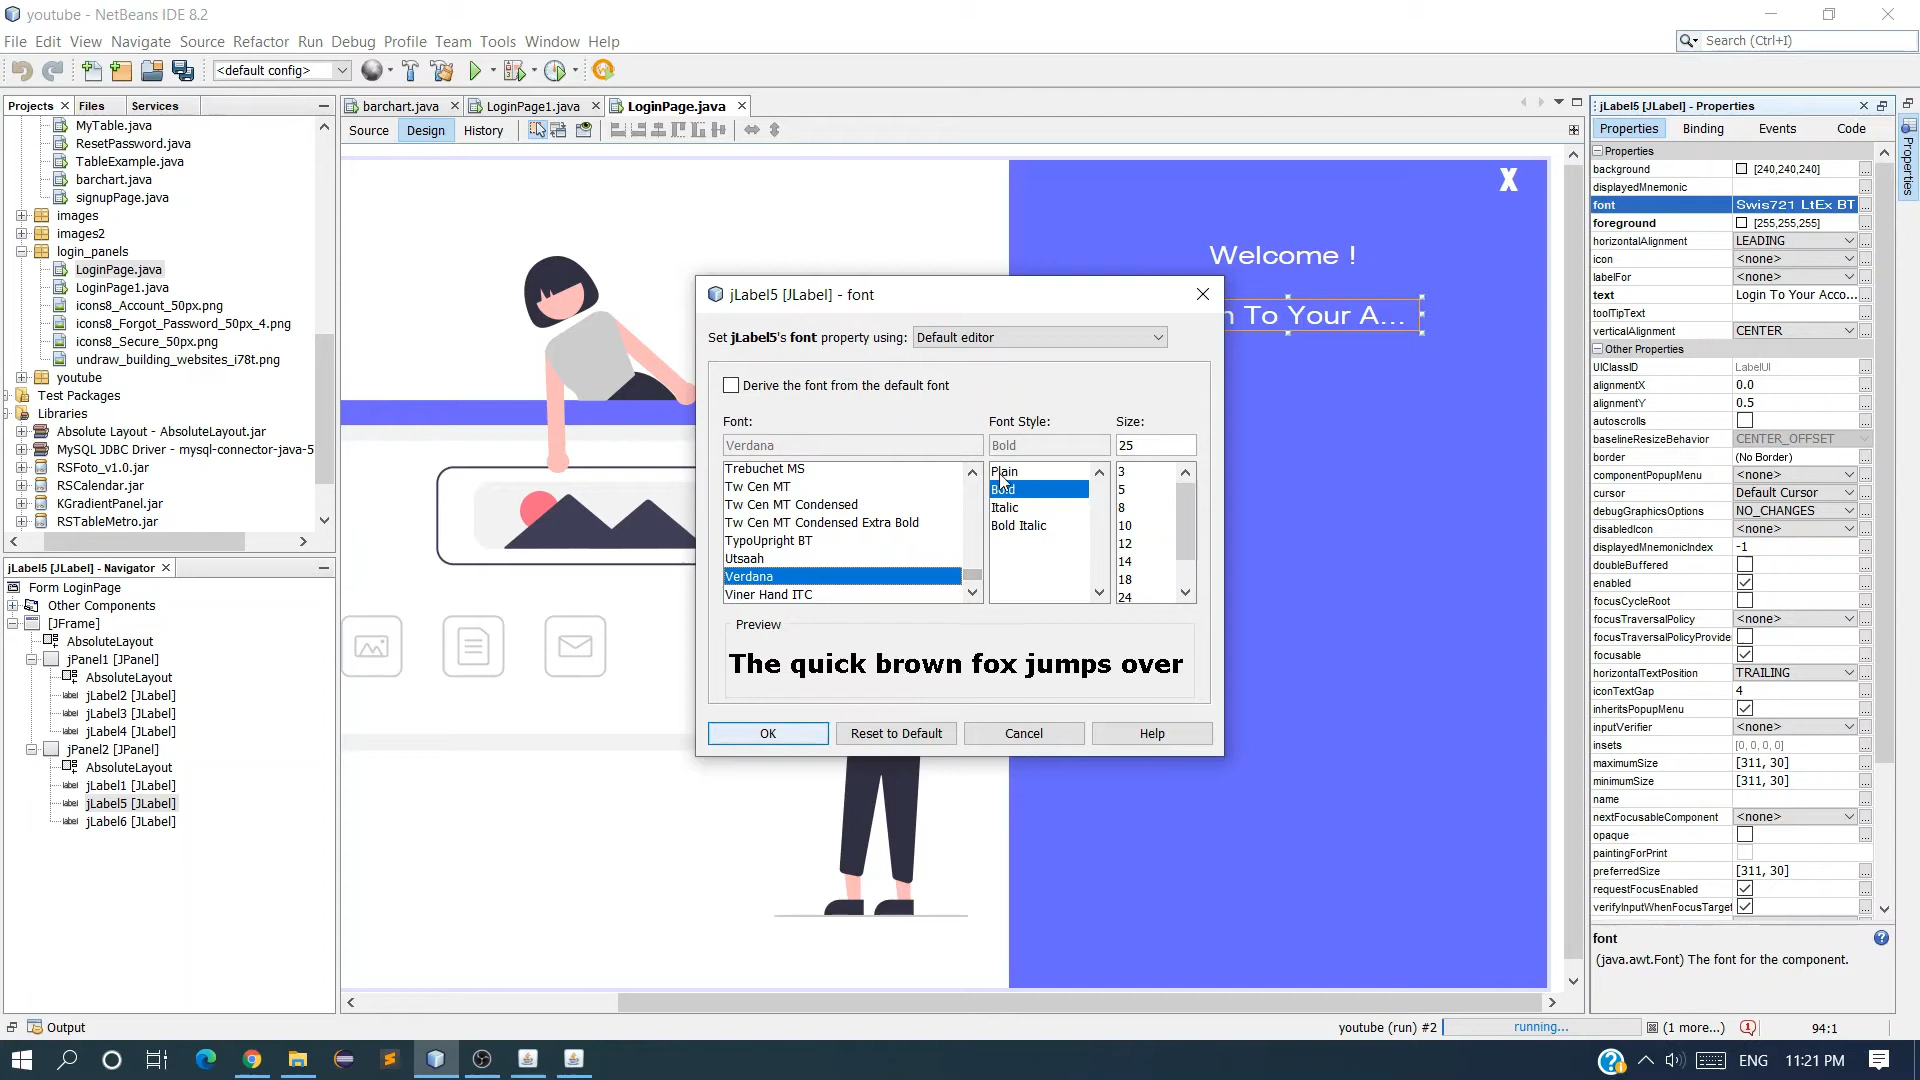 youtube - NetBeans IDE 8.2
File Edit View Navigate Source Refactor Run Debug Profile Team Tools Window Help
Search (Ctrl+I)
<default config>
Projects Files Services
MyTable.java
ResetPassword.java
TableExample.java
barchart.java
signupPage.java
images
images2
login_panels
LoginPage.java
LoginPage1.java
icons8_Account_50px.png
icons8_Forgot_Password_50px_4.png
icons8_Secure_50px.png
undraw_building_websites_i78t.png
youtube
Test Packages
Libraries
Absolute Layout - AbsoluteLayout.jar
MySQL JDBC Driver - mysql-connector-java-5
RSFoto_v1.0.jar
RSCalendar.jar
KGradientPanel.jar
RSTableMetro.jar
jLabel5 [JLabel] - Navigator
Form LoginPage
Other Components
[JFrame]
AbsoluteLayout
jPanel1 [JPanel]
AbsoluteLayout
jLabel2 [JLabel]
jLabel3 [JLabel]
jLabel4 [JLabel]
jPanel2 [JPanel]
AbsoluteLayout
jLabel1 [JLabel]
jLabel5 [JLabel]
jLabel6 [JLabel]
Output
barchart.java LoginPage1.java LoginPage.java
Source Design History
X
Welcome !
n To Your A...
jLabel5 [JLabel] - font
Set jLabel5's font property using: Default editor
Derive the font from the default font
Font: Font Style: Size:
Verdana Bold 25
Trebuchet MS
Tw Cen MT
Tw Cen MT Condensed
Tw Cen MT Condensed Extra Bold
TypoUpright BT
Utsaah
Verdana
Viner Hand ITC
Plain
Bold
Italic
Bold Italic
3
5
8
10
12
14
18
24
Preview
The quick brown fox jumps over
OK Reset to Default Cancel Help
jLabel5 [JLabel] - Properties
Properties Binding Events Code
Properties
background [240,240,240]
displayedMnemonic
font Swis721 LtEx BT
foreground [255,255,255]
horizontalAlignment LEADING
icon <none>
labelFor <none>
text Login To Your Acco...
toolTipText
verticalAlignment CENTER
Other Properties
UIClassID LabelUI
alignmentX 0.0
alignmentY 0.5
autoscrolls
baselineResizeBehavior CENTER_OFFSET
border (No Border)
componentPopupMenu <none>
cursor Default Cursor
debugGraphicsOptions NO_CHANGES
disabledIcon <none>
displayedMnemonicIndex -1
doubleBuffered
enabled
focusCycleRoot
focusTraversalPolicy <none>
focusTraversalPolicyProvide
focusable
horizontalTextPosition TRAILING
iconTextGap 4
inheritsPopupMenu
inputVerifier <none>
insets [0, 0, 0, 0]
maximumSize [311, 30]
minimumSize [311, 30]
name
nextFocusableComponent <none>
opaque
paintingForPrint
preferredSize [311, 30]
requestFocusEnabled
verifyInputWhenFocusTarget
font
(java.awt.Font) The font for the component.
Properties
youtube (run) #2 running... (1 more...) 94:1
ENG 11:21 PM